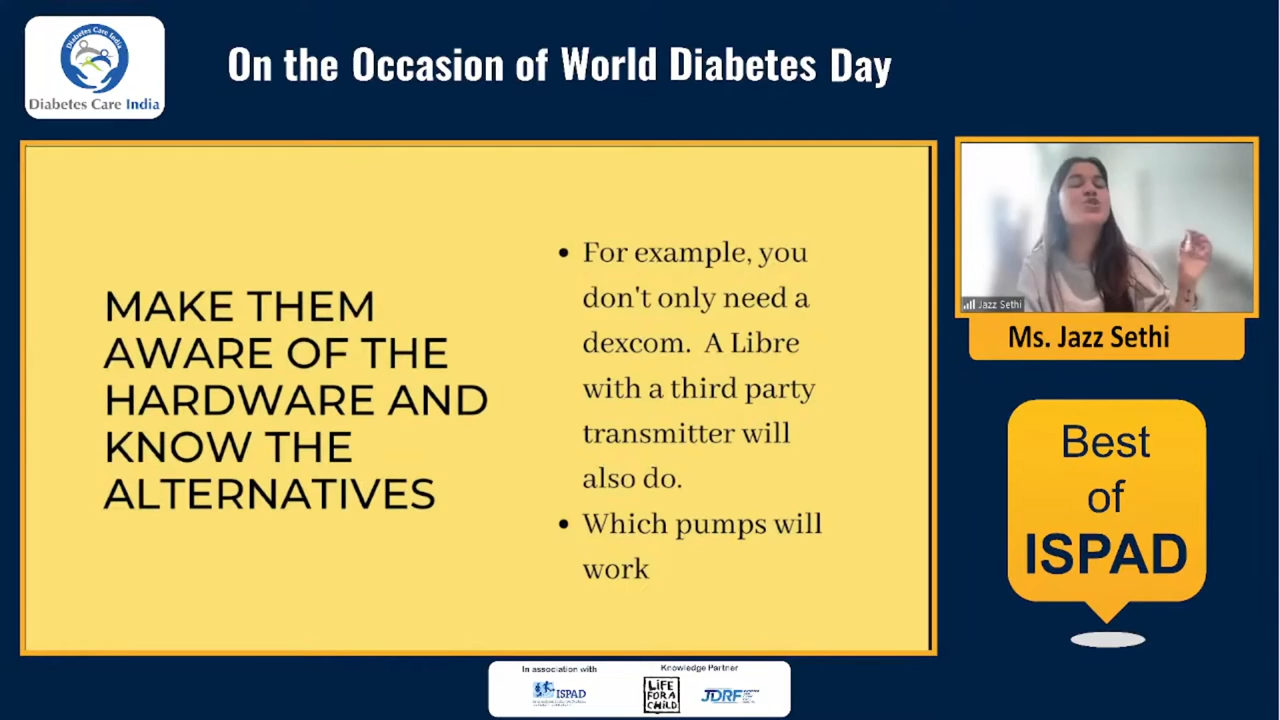 Diabetes Care India
Diabetes Care India
On the Occasion of World Diabetes Day
MAKE THEM
AWARE OF THE
HARDWARE AND
KNOW THE
ALTERNATIVES
• For example, you
don't only need a
dexcom. A Libre
with a third party
transmitter will
also do.
• Which pumps will
work
Jazz Sethi
Ms. Jazz Sethi
Best
of
ISPAD
In association with
ISPAD
Knowledge Partner
LiFE
FOR A
CHiLD
JDRF